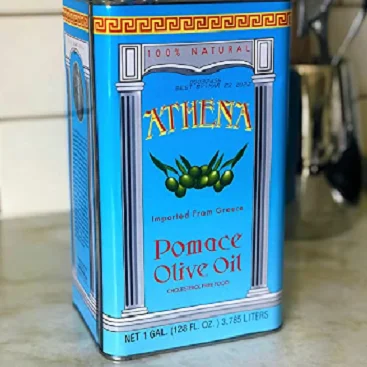 100% NATURAL
ATHENA
Imported From Greece
Pomace
Olive Oil
NET 1 GAL. (128 FL. OZ.) 3.785 LITERS